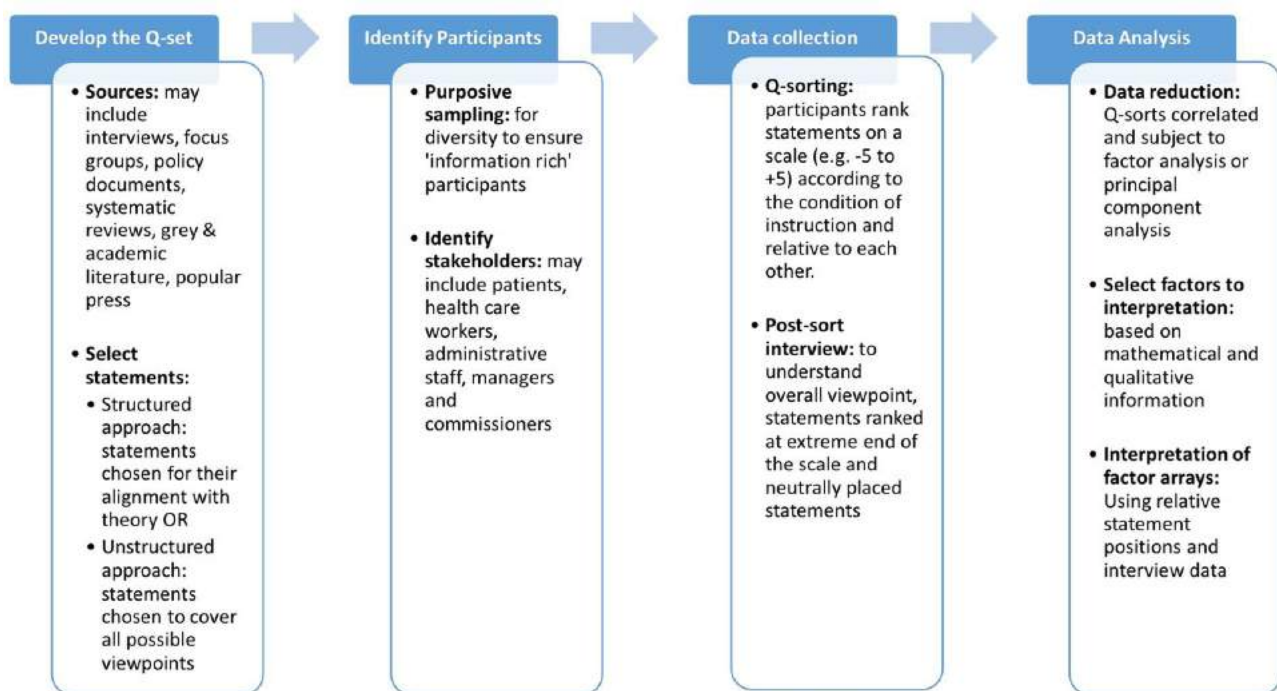 Develop the Q-set
• Sources: may
include
interviews, focus
groups, policy
documents,
systematic
reviews, grey &
academic
literature, popular
press
• Select
statements:
• Structured
approach:
statements
chosen for their
alignment with
theory OR
• Unstructured
approach:
statements
chosen to cover
all possible
viewpoints
Identify Participants
• Purposive
sampling: for
diversity to ensure
'information rich'
participants
• Identify
stakeholders: may
include patients,
health care
workers,
administrative
staff, managers
and
commissioners
Data collection
• Q-sorting:
participants rank
statements on a
scale (e.g. -5 to
+5) according to
the condition of
instruction and
relative to each
other.
• Post-sort
interview: to
understand
overall viewpoint,
statements ranked
at extreme end of
the scale and
neutrally placed
statements
Data Analysis
• Data reduction:
Q-sorts correlated
and subject to
factor analysis or
principal
component
analysis
• Select factors to
interpretation:
based on
mathematical and
qualitative
information
• Interpretation of
factor arrays:
Using relative
statement
positions and
interview data